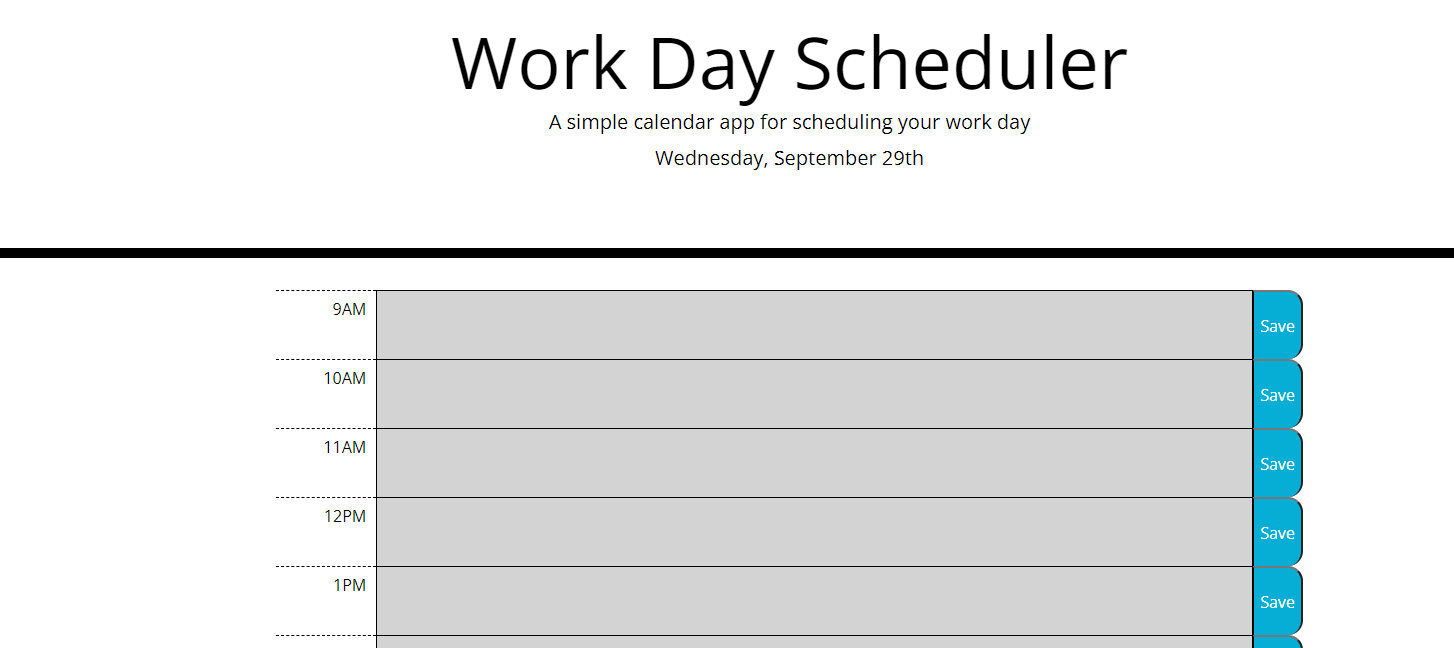 Work Day Scheduler
A simple calendar app for scheduling your work day
Wednesday, September 29th
9AM
Save
10AM
Save
11AM
Save
12PM
Save
1PM
Save